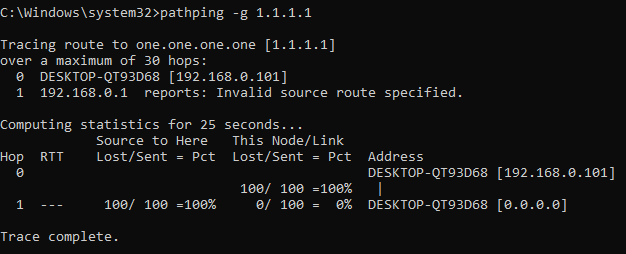 C:\Windows\system32>pathping -g 1.1.1.1
Tracing route to one.one.one.one [1.1.1.1]
over a maximum of 30 hops:
  0  DESKTOP-QT93D68 [192.168.0.101]
  1  192.168.0.1  reports: Invalid source route specified.
Computing statistics for 25 seconds...
            Source to Here   This Node/Link
Hop  RTT    Lost/Sent = Pct  Lost/Sent = Pct  Address
  0                                           DESKTOP-QT93D68 [192.168.0.101]
                              100/ 100 =100%   |
  1  ---     100/ 100 =100%     0/ 100 =  0%  DESKTOP-QT93D68 [0.0.0.0]
Trace complete.